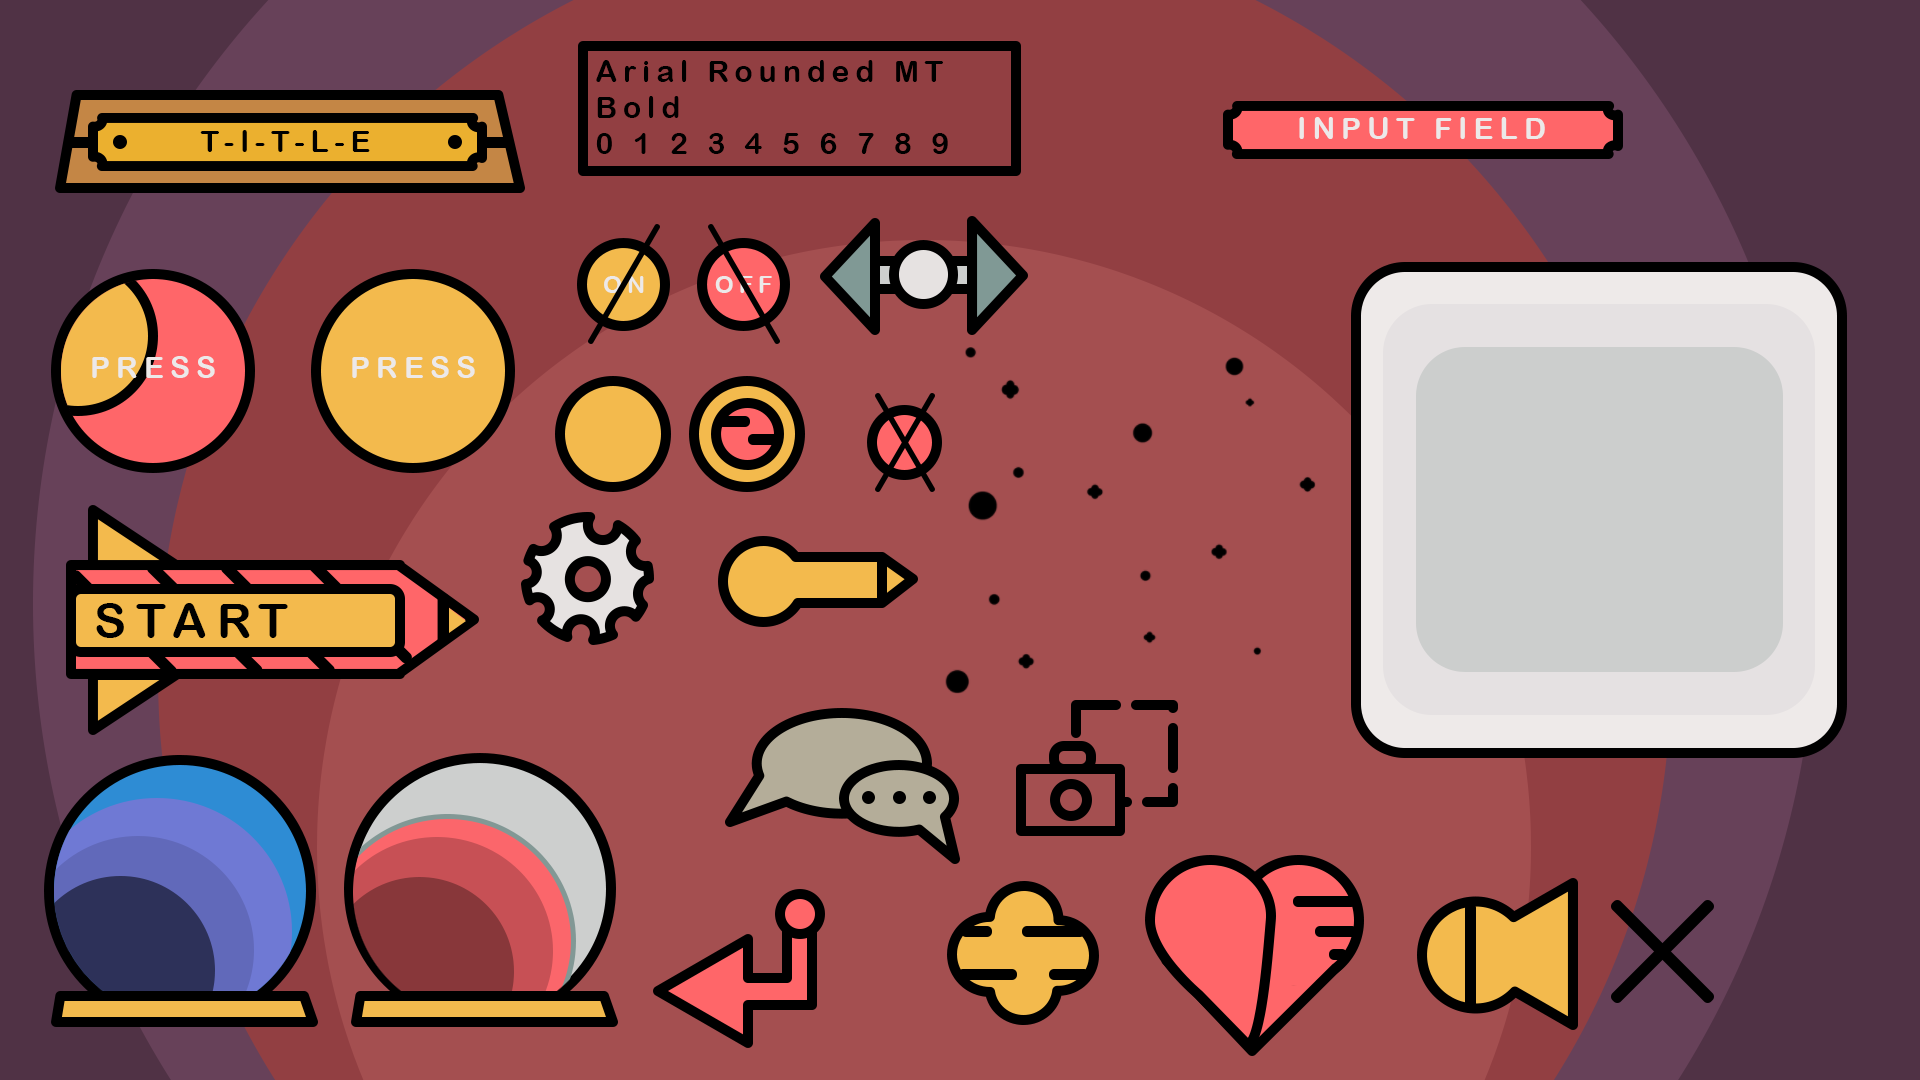 Arial Rounded MT
Bold
0 1 2 3 4 5 6 7 8 9
T-I-T-L-E
INPUT FIELD
ON
OFF
PRESS
PRESS
START